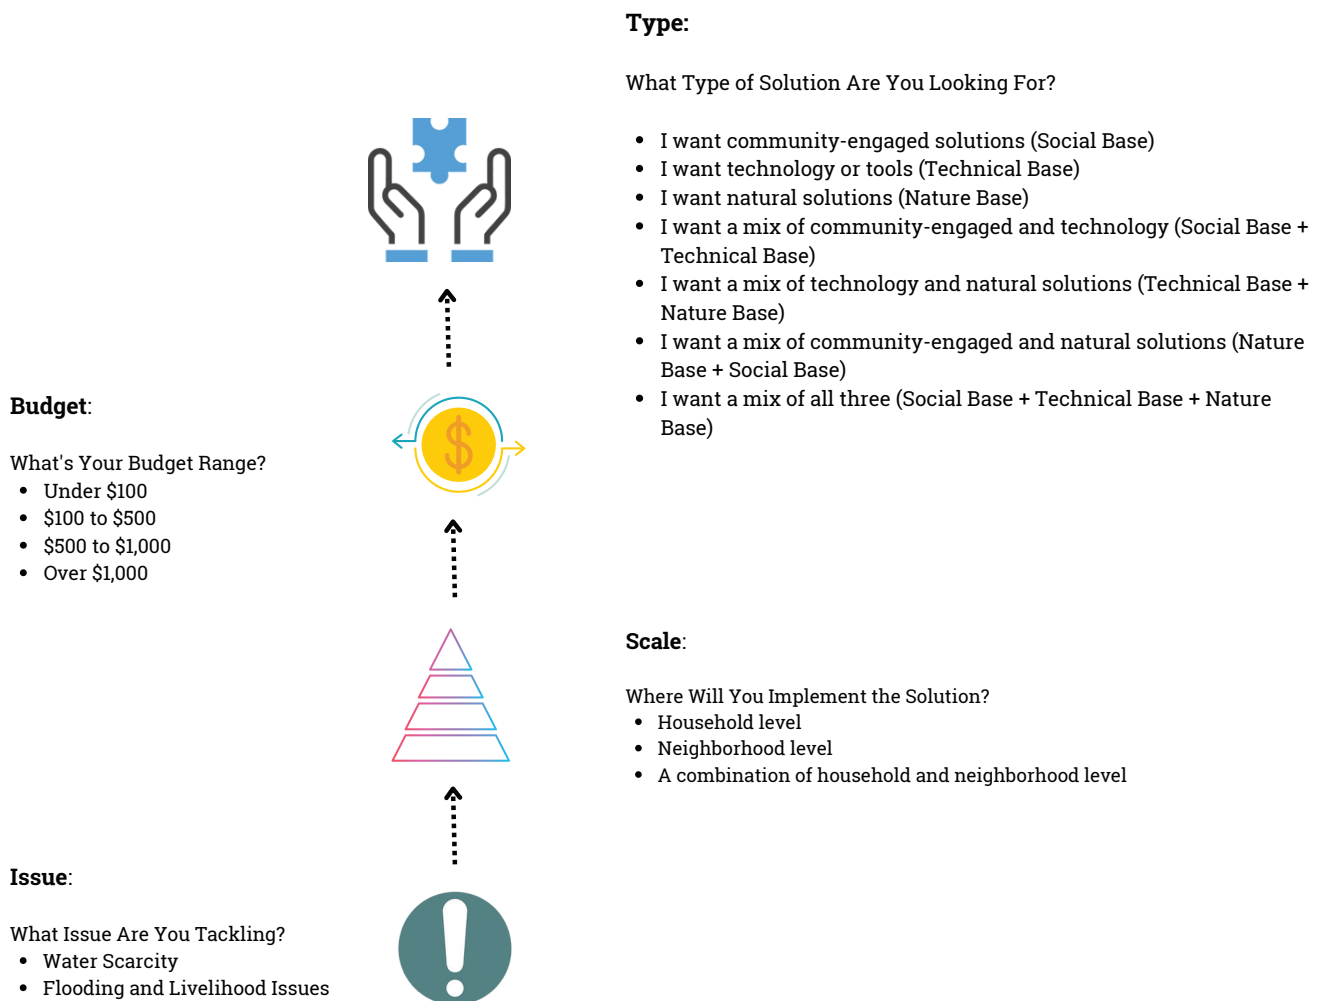 Type:
What Type of Solution Are You Looking For?
• I want community-engaged solutions (Social Base)
• I want technology or tools (Technical Base)
• I want natural solutions (Nature Base)
• I want a mix of community-engaged and technology (Social Base +
Technical Base)
• I want a mix of technology and natural solutions (Technical Base +
Nature Base)
• I want a mix of community-engaged and natural solutions (Nature
Base + Social Base)
• I want a mix of all three (Social Base + Technical Base + Nature
Base)
Budget:
What's Your Budget Range?
• Under $100
• $100 to $500
• $500 to $1,000
• Over $1,000
Scale:
Where Will You Implement the Solution?
• Household level
• Neighborhood level
• A combination of household and neighborhood level
Issue:
What Issue Are You Tackling?
• Water Scarcity
• Flooding and Livelihood Issues